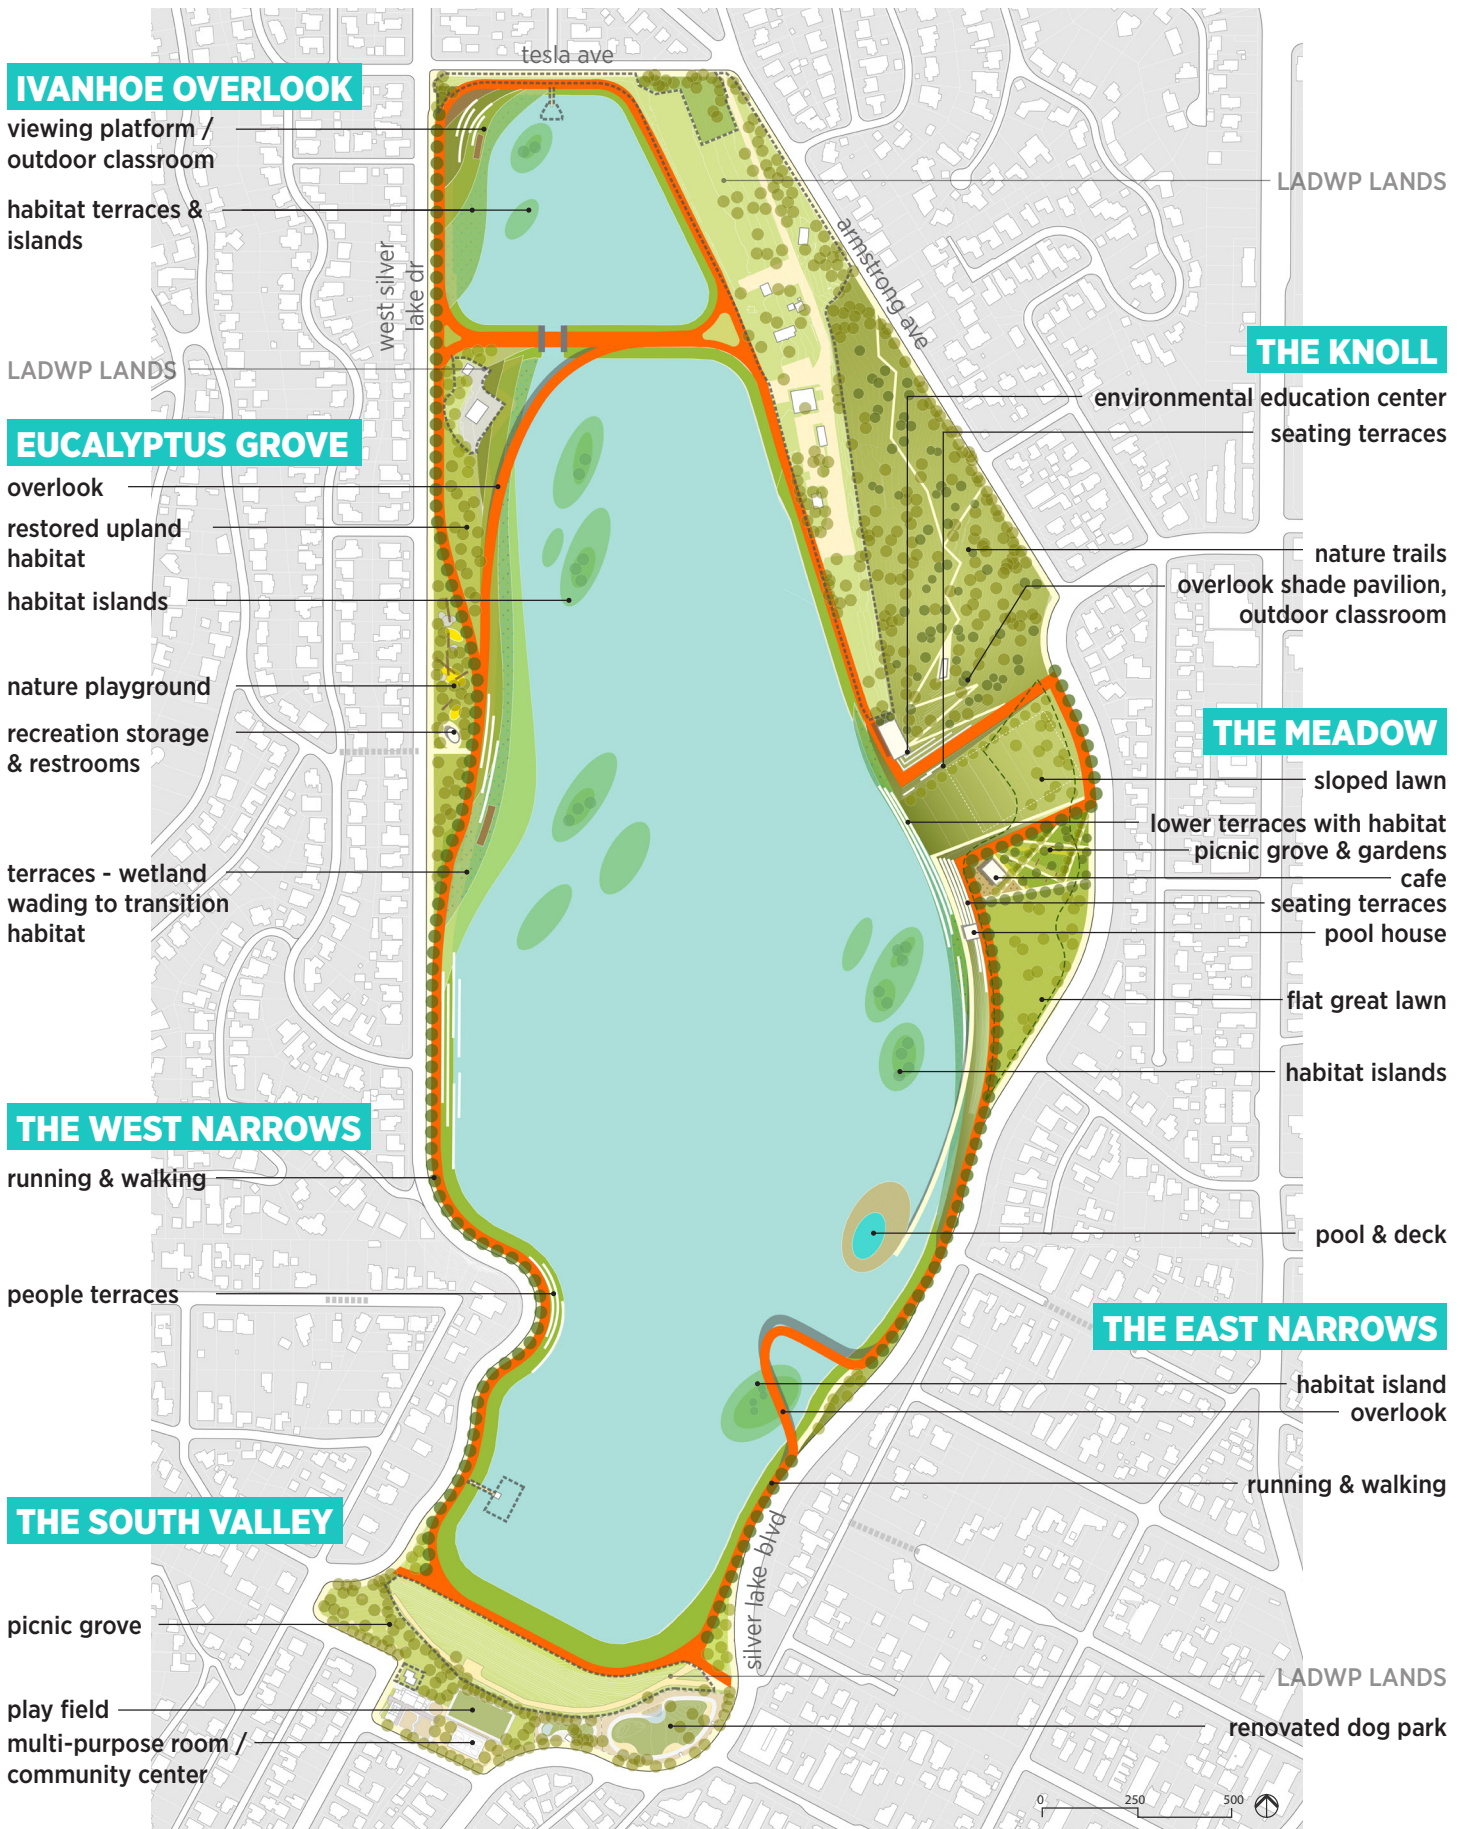 tesla ave
IVANHOE OVERLOOK
viewing platform /
outdoor classroom
habitat terraces &
islands
west silver
lake dr
LADWP LANDS
EUCALYPTUS GROVE
overlook
restored upland
habitat
habitat islands
nature playground
recreation storage
& restrooms
terraces - wetland
wading to transition
habitat
THE WEST NARROWS
running & walking
people terraces
THE SOUTH VALLEY
picnic grove
play field
multi-purpose room /
community center
LADWP LANDS
armstrong ave
THE KNOLL
environmental education center
seating terraces
nature trails
overlook shade pavilion,
outdoor classroom
THE MEADOW
sloped lawn
lower terraces with habitat
picnic grove & gardens
cafe
seating terraces
pool house
flat great lawn
habitat islands
pool & deck
THE EAST NARROWS
habitat island
overlook
running & walking
silver lake blvd
LADWP LANDS
renovated dog park
0 250 500